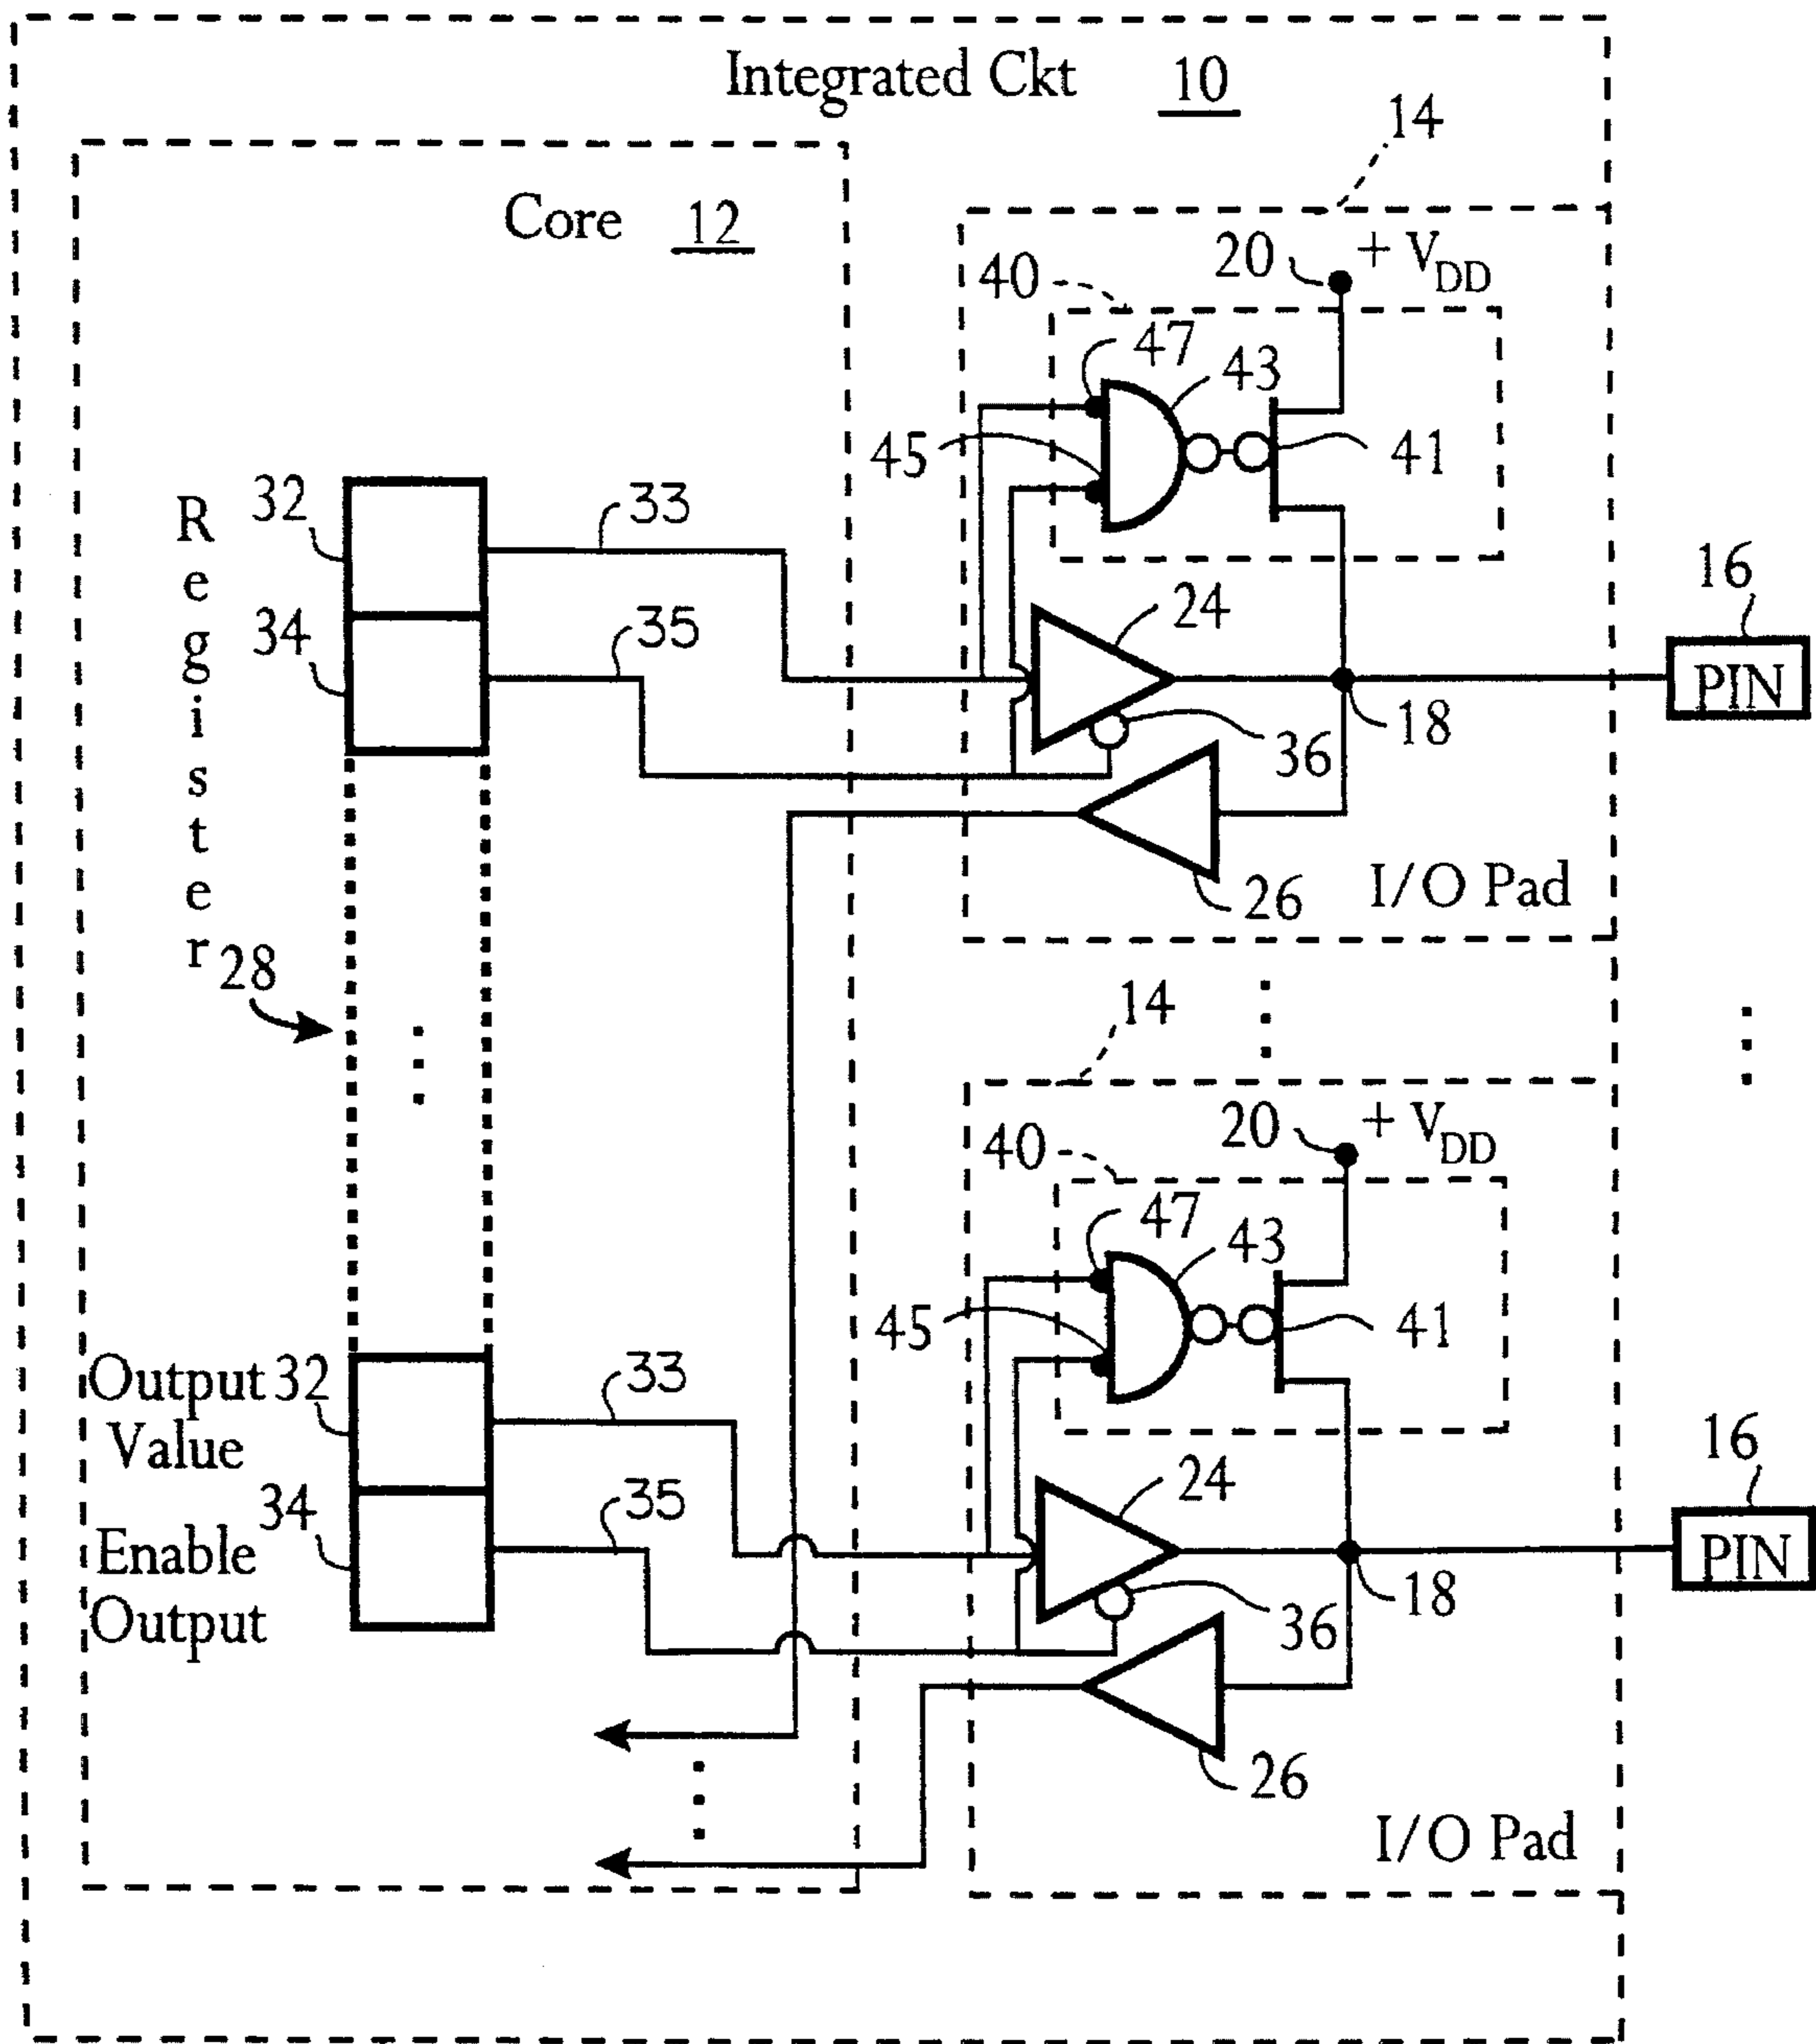 Integrated Ckt 10
14
Core 12
20 + VDD
40
47
43
45
41
Register
32
33
34
35
24
16
PIN
18
36
26
I/O Pad
28
14
20 + VDD
40
47
43
45
41
Output Value
32
33
Enable Output
34
35
24
16
PIN
18
36
26
I/O Pad